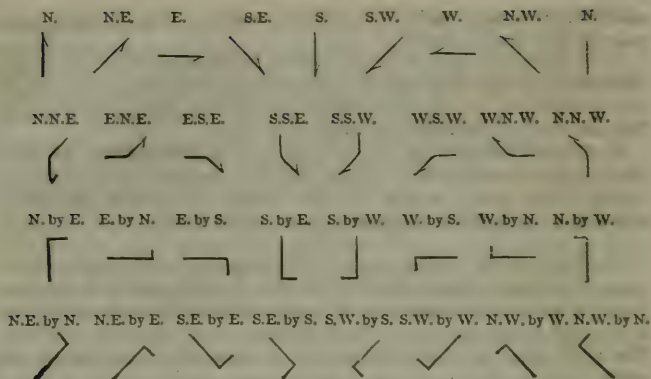 N. N.E. E. S.E. S. S.W. W. N.W. N.
N.N.E. E.N.E. E.S.E. S.S.E. S.S.W. W.S.W. W.N.W. N.N.W.
N. by E. E. by N. E. by S. S. by E. S. by W. W. by S. W. by N. N. by W.
N.E. by N. N.E. by E. S.E. by E. S.E. by S. S.W. by S. S.W. by W. N.W. by W. N.W. by N.